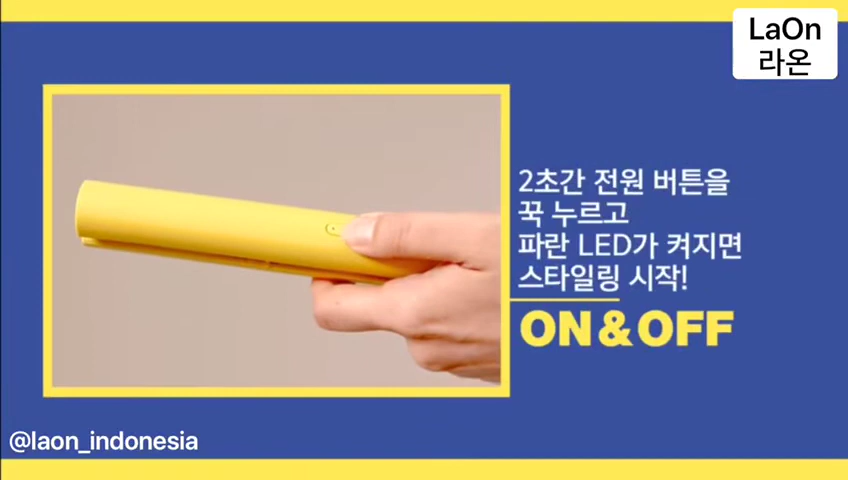 LaOn
라온
2초간 전원 버튼을
꾹 누르고
파란 LED가 켜지면
스타일링 시작!
ON & OFF
@laon_indonesia